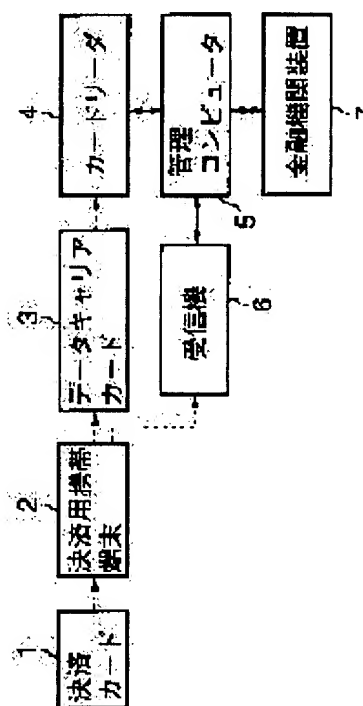 1
決済
カード
2
決済用携帯
端末
3
データキャリア
カード
4
カードリーダ
管理
コンピュータ
5
受信機
6
金融機関装置
7